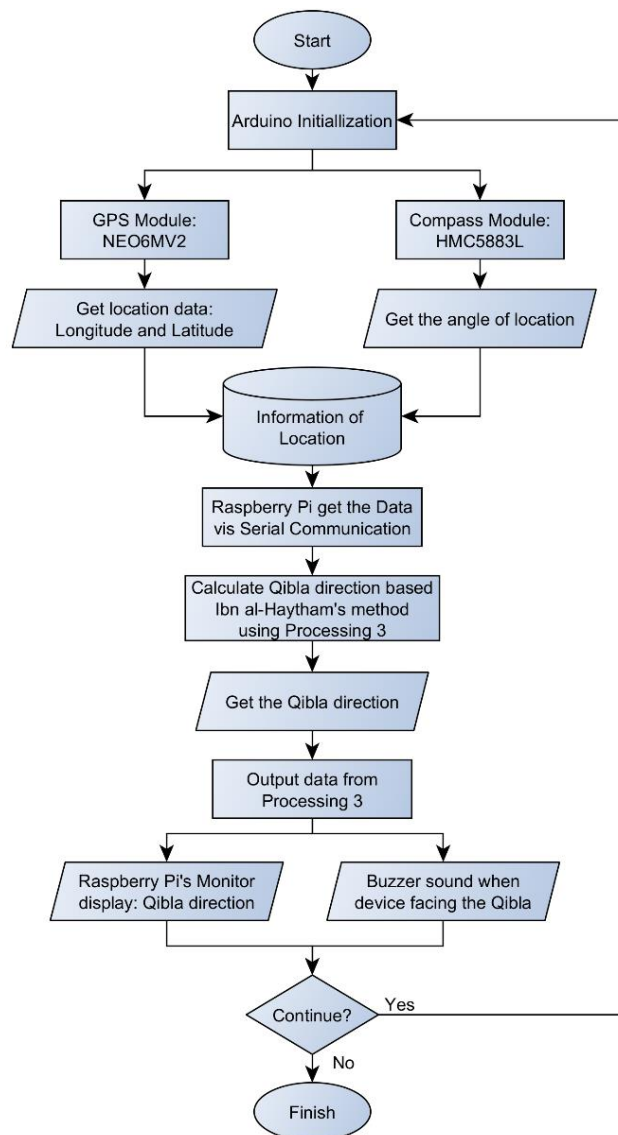 Start
Arduino Initiallization
GPS Module:
NEO6MV2
Compass Module:
HMC5883L
Get location data:
Longitude and Latitude
Get the angle of location
Information of
Location
Raspberry Pi get the Data
vis Serial Communication
Calculate Qibla direction based
Ibn al-Haytham's method
using Processing 3
Get the Qibla direction
Output data from
Processing 3
Raspberry Pi's Monitor
display: Qibla direction
Buzzer sound when
device facing the Qibla
Continue?
Yes
No
Finish